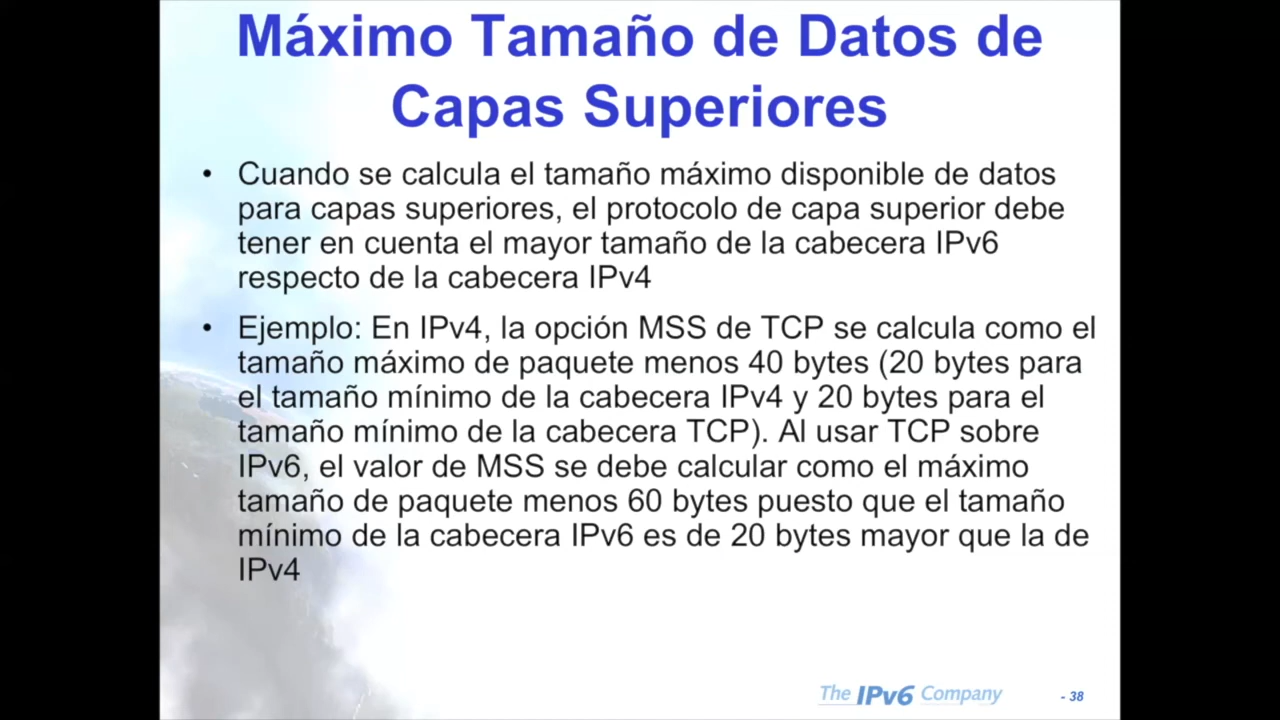 Máximo Tamaño de Datos de
Capas Superiores
• Cuando se calcula el tamaño máximo disponible de datos
para capas superiores, el protocolo de capa superior debe
tener en cuenta el mayor tamaño de la cabecera IPv6
respecto de la cabecera IPv4
• Ejemplo: En IPv4, la opción MSS de TCP se calcula como el
tamaño máximo de paquete menos 40 bytes (20 bytes para
el tamaño mínimo de la cabecera IPv4 y 20 bytes para el
tamaño mínimo de la cabecera TCP). Al usar TCP sobre
IPv6, el valor de MSS se debe calcular como el máximo
tamaño de paquete menos 60 bytes puesto que el tamaño
mínimo de la cabecera IPv6 es de 20 bytes mayor que la de
IPv4
The IPv6 Company - 38